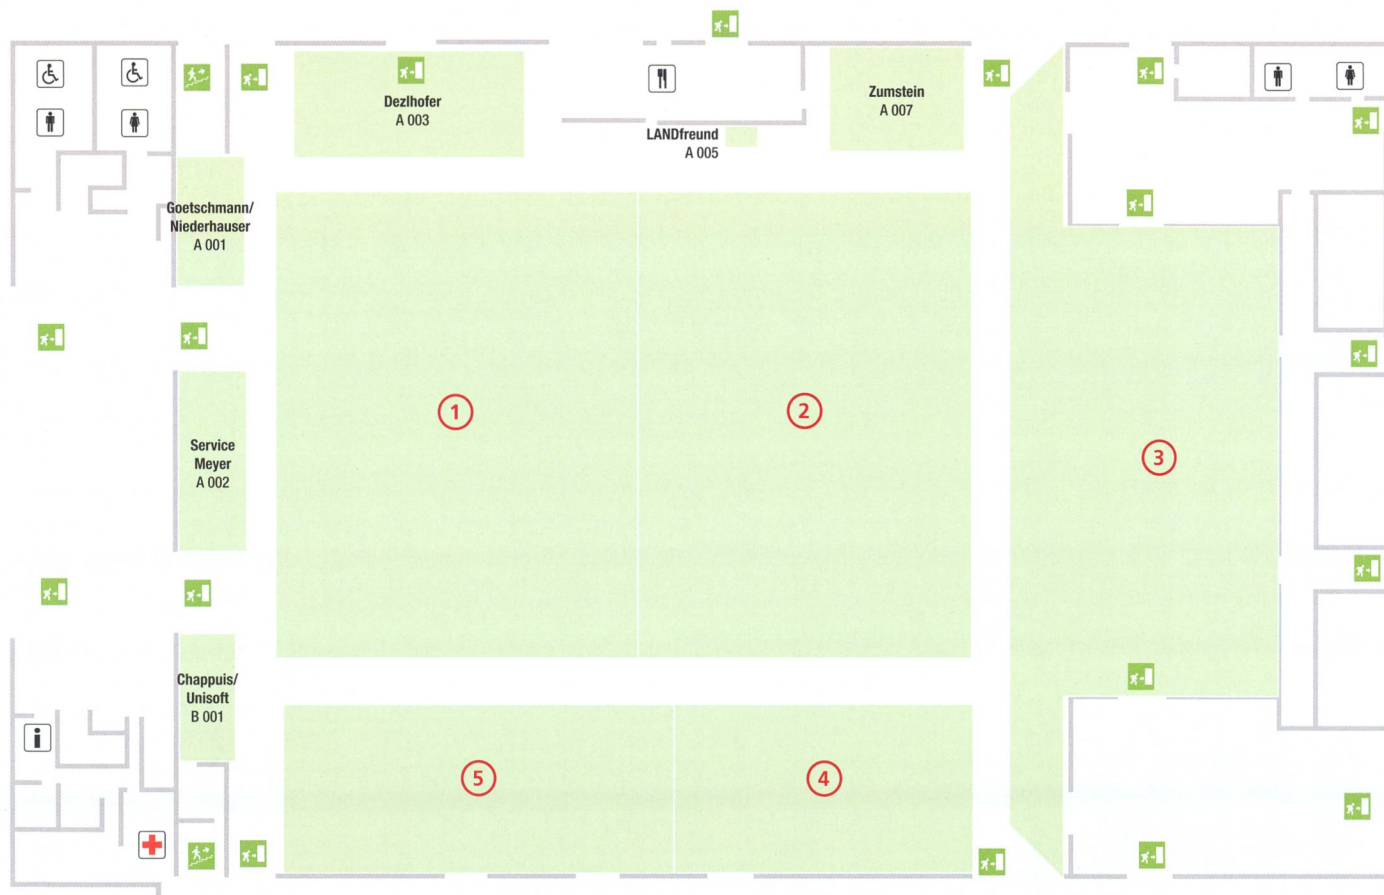 Dezlhofer
A 003
Zumstein
A 007
LANDfreund
A 005
Goetschmann/
Niederhauser
A 001
1
2
3
Service
Meyer
A 002
Chappuis/
Unisoft
B 001
i
5
4